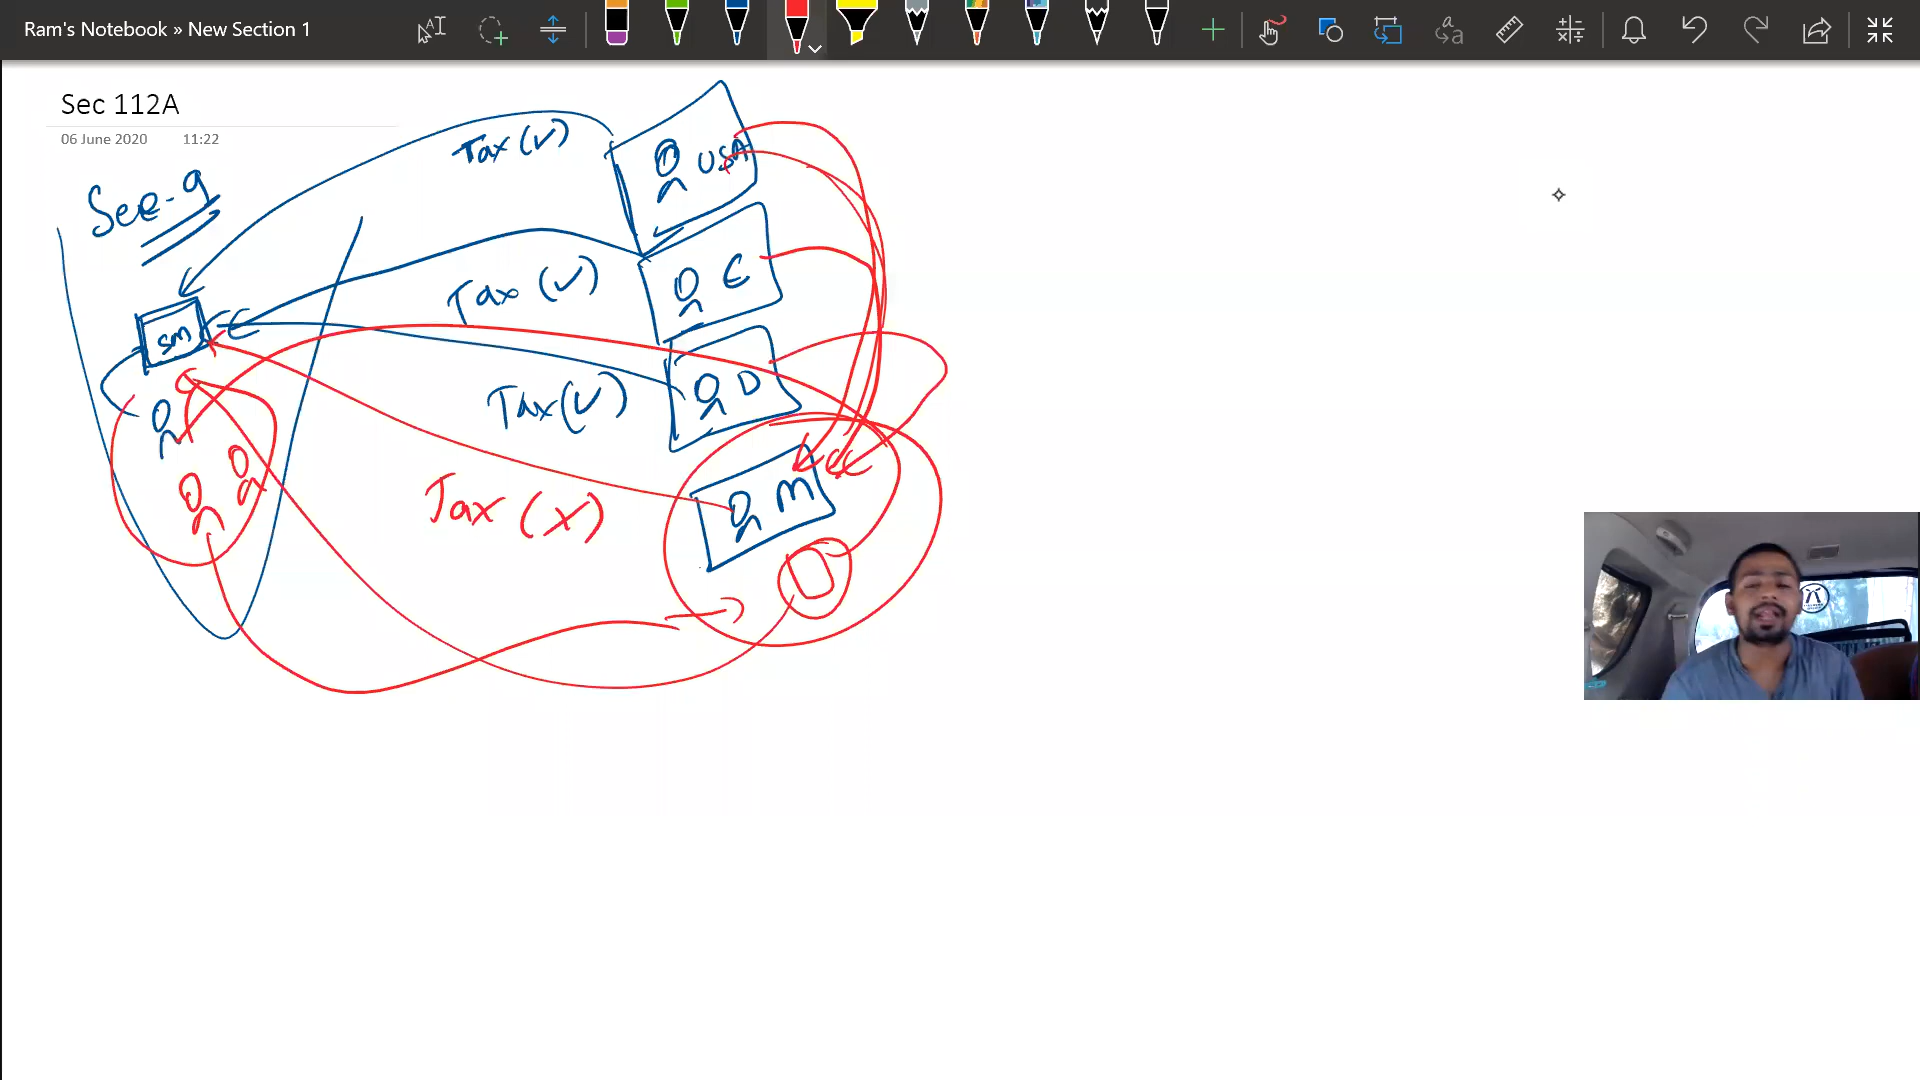 Ram's Notebook » New Section 1
Sec 112A
06 June 2020 11:22
See-9
Tax (✓)
USA
Tax (✓)
E
sm
Tax (✓)
D
Tax (X)
M